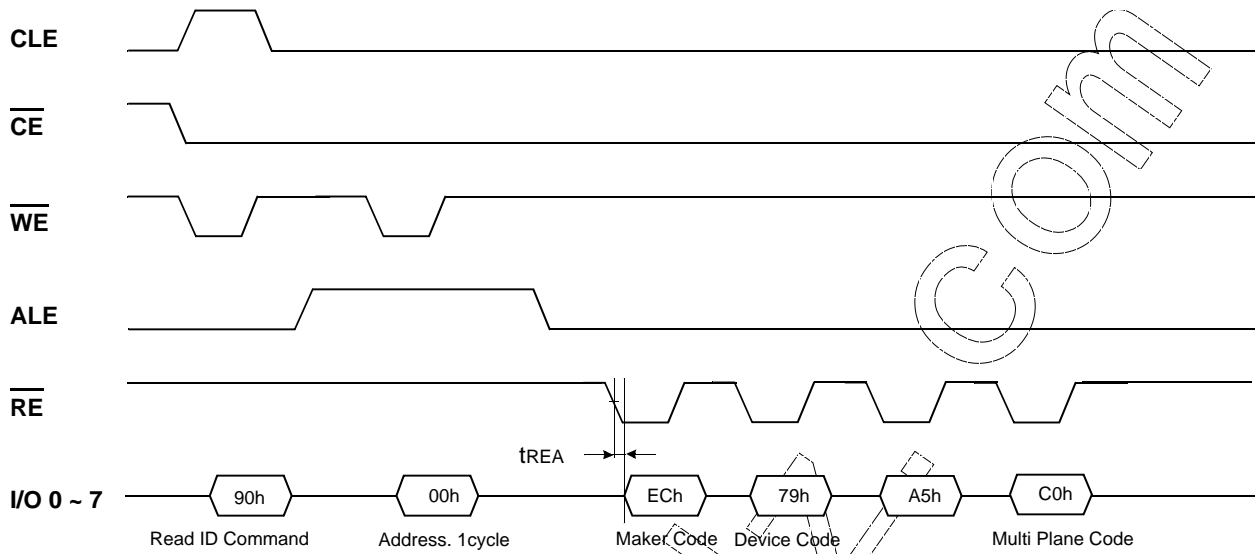 CLE
CE
WE
ALE
RE
tREA
I/O 0 ~ 7 90h 00h ECh 79h A5h C0h
Read ID Command Address. 1cycle Maker Code Device Code Multi Plane Code
com